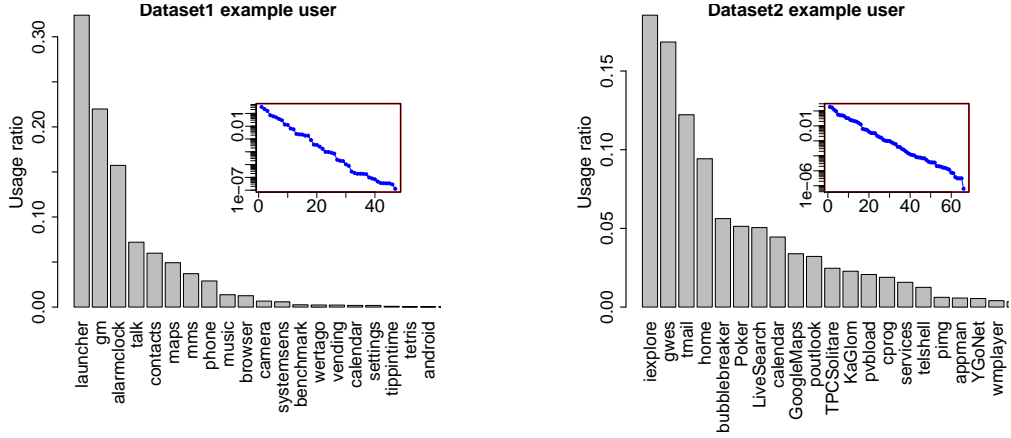 Dataset1 example user
Usage ratio
0.30
0.20
0.10
0.00
0.01
1e−07
0 20 40
launcher
gm
alarmclock
talk
contacts
maps
mms
phone
music
browser
camera
systemsens
benchmark
wertago
vending
calendar
settings
tippintime
tetris
android
Dataset2 example user
Usage ratio
0.15
0.10
0.05
0.00
0.01
1e−06
0 20 40 60
iexplore
gwes
tmail
home
bubblebreaker
Poker
LiveSearch
calendar
GoogleMaps
poutlook
TPCSolitare
KaGlom
pvbload
cprog
services
telshell
pimg
appman
YGoNet
wmplayer